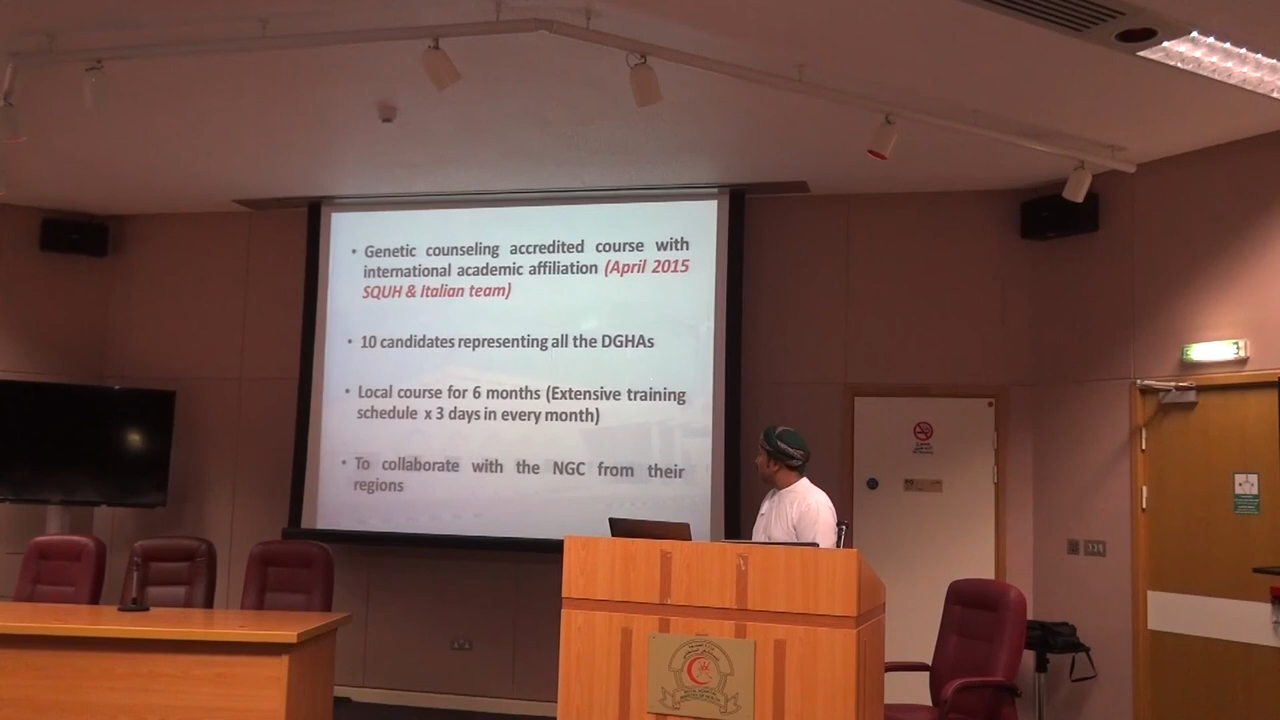 • Genetic counseling accredited course with
international academic affiliation (April 2015
SQUH & Italian team)
• 10 candidates representing all the DGHAs
• Local course for 6 months (Extensive training
schedule x 3 days in every month)
• To collaborate with the NGC from their
regions